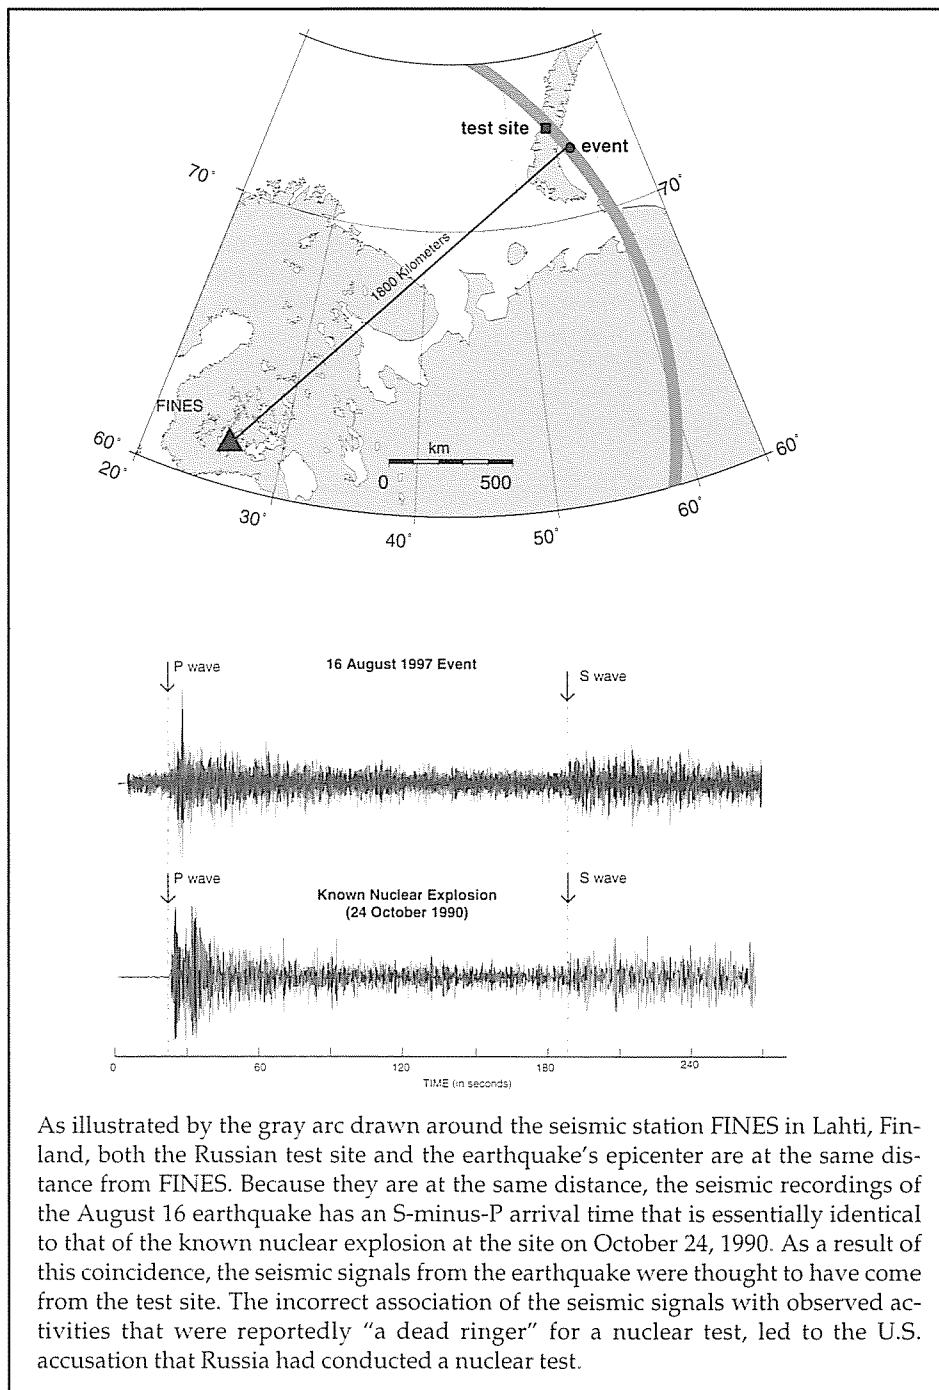 test site
event
70°
70°
1800 Kilometers
FINES
60°
20°
km
0 500
60°
30°
60°
40°
50°
P wave
16 August 1997 Event
S wave
P wave
Known Nuclear Explosion
(24 October 1990)
S wave
0 60 120 180 240
TIME (in seconds)
As illustrated by the gray arc drawn around the seismic station FINES in Lahti, Fin-
land, both the Russian test site and the earthquake's epicenter are at the same dis-
tance from FINES. Because they are at the same distance, the seismic recordings of
the August 16 earthquake has an S-minus-P arrival time that is essentially identical
to that of the known nuclear explosion at the site on October 24, 1990. As a result of
this coincidence, the seismic signals from the earthquake were thought to have come
from the test site. The incorrect association of the seismic signals with observed ac-
tivities that were reportedly "a dead ringer" for a nuclear test, led to the U.S.
accusation that Russia had conducted a nuclear test.